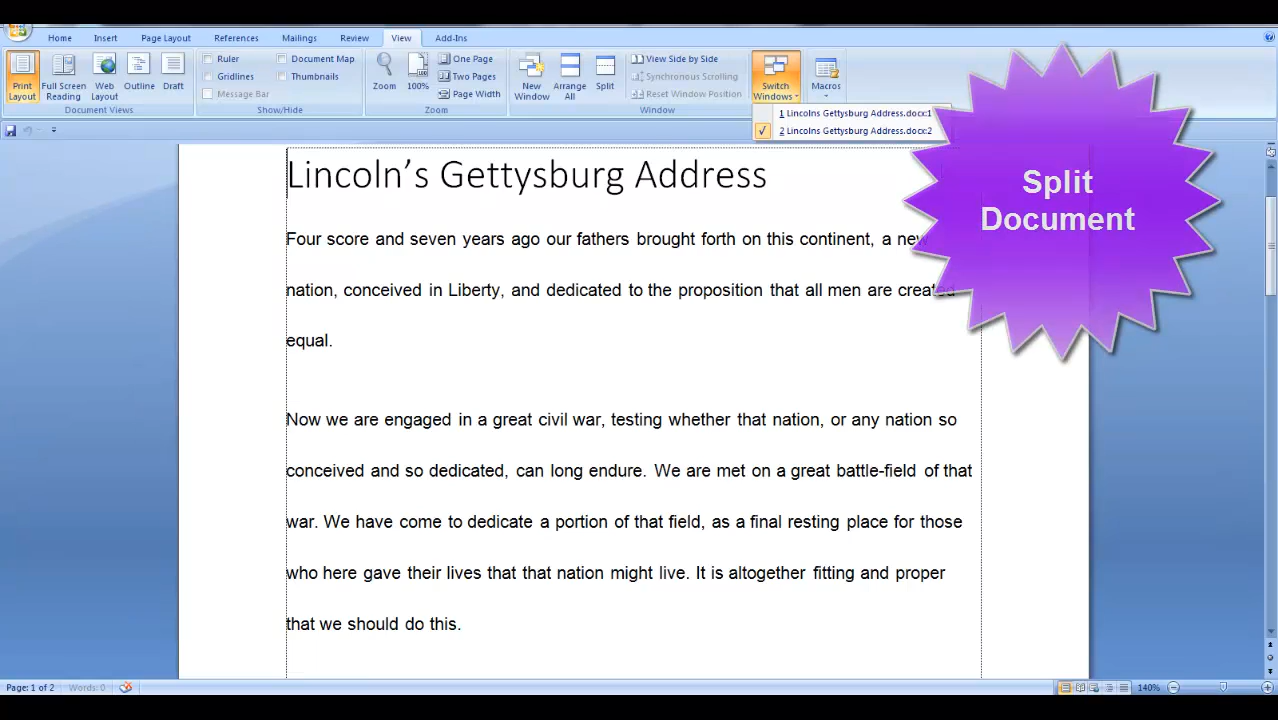 Home Insert Page Layout References Mailings Review View Add-Ins
Ruler Document Map One Page View Side by Side
Gridlines Thumbnails Two Pages Synchronous Scrolling
Message Bar Page Width Reset Window Position
Print Layout Full Screen Reading Web Layout Outline Draft Zoom 100% New Window Arrange All Split Switch Windows Macros
Document Views Show/Hide Zoom Window Macros
1 Lincolns Gettysburg Address.docx:1
2 Lincolns Gettysburg Address.docx:2
Split
Document
Lincoln’s Gettysburg Address
Four score and seven years ago our fathers brought forth on this continent, a new
nation, conceived in Liberty, and dedicated to the proposition that all men are created
equal.
Now we are engaged in a great civil war, testing whether that nation, or any nation so
conceived and so dedicated, can long endure. We are met on a great battle-field of that
war. We have come to dedicate a portion of that field, as a final resting place for those
who here gave their lives that that nation might live. It is altogether fitting and proper
that we should do this.
Page: 1 of 2 Words: 0 140%